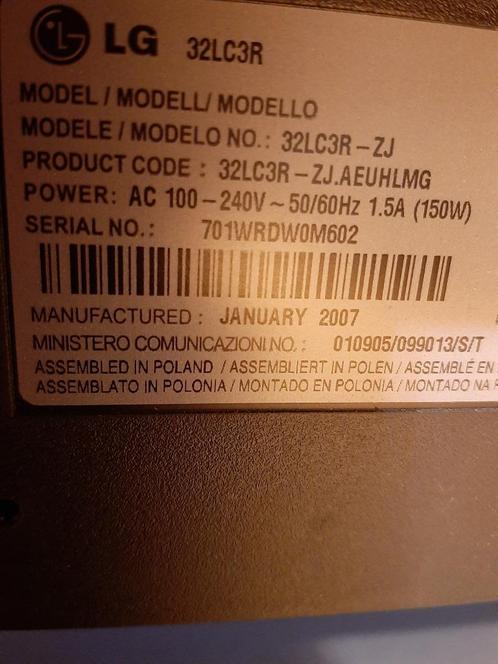 LG 32LC3R
MODEL / MODELL/ MODELLO
MODELE / MODELO NO.: 32LC3R-ZJ
PRODUCT CODE : 32LC3R-ZJ.AEUHLMG
POWER: AC 100-240V~50/60Hz 1.5A (150W)
SERIAL NO.: 701WRDW0M602
MANUFACTURED : JANUARY 2007
MINISTERO COMUNICAZIONI NO.: 010905/099013/S/T
ASSEMBLED IN POLAND / ASSEMBLIERT IN POLEN / ASSEMBLÉ EN
ASSEMBLATO IN POLONIA / MONTADO EN POLONIA / MONTADO NA